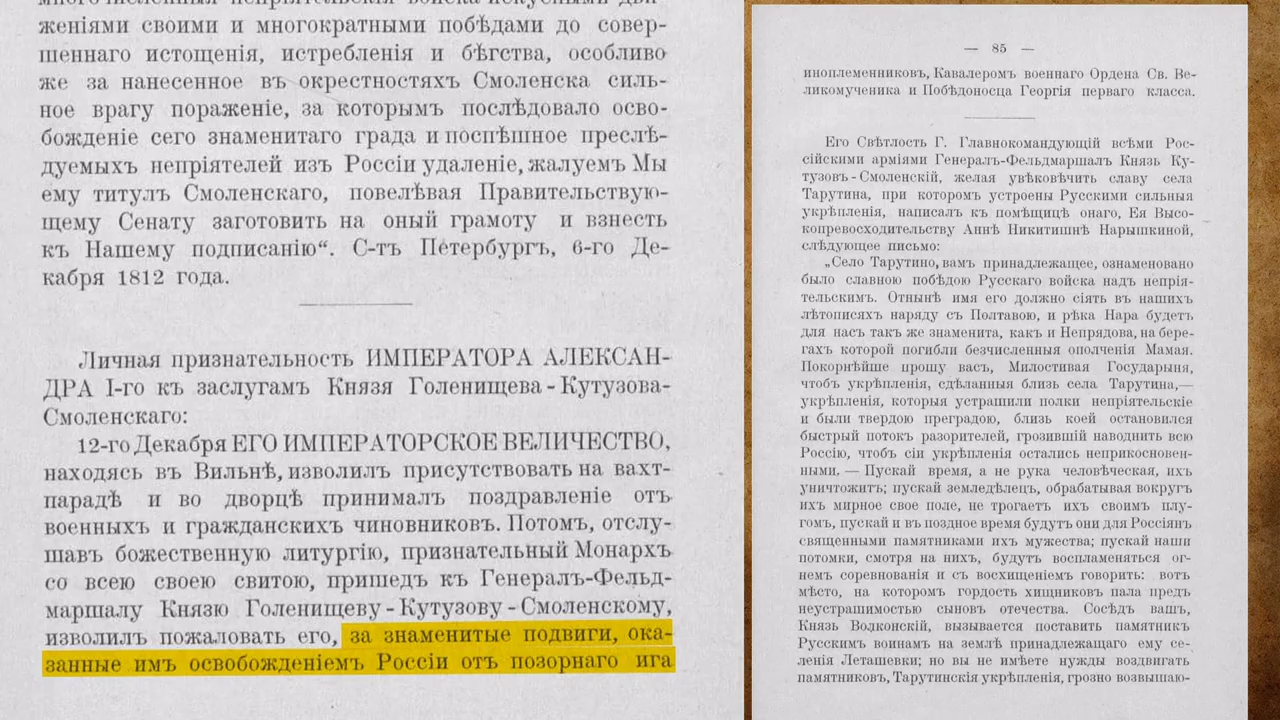 многочисленныя непріятельскія войска искусными дви-
женіями своими и многократными побѣдами до совер-
шеннаго истощенія, истребленія и бѣгства, особливо
же за нанесенное въ окрестностяхъ Смоленска силь-
ное врагу пораженіе, за которымъ послѣдовало осво-
божденіе сего знаменитаго града и поспѣшное преслѣ-
дуемыхъ непріятелей изъ Россіи удаленіе, жалуемъ Мы
ему титулъ Смоленскаго, повелѣвая Правительствую-
щему Сенату заготовить на оный грамоту и взнесть
къ Нашему подписанію“. С-тъ Петербургъ, 6-го Де-
кабря 1812 года.
Личная признательность ИМПЕРАТОРА АЛЕКСАН-
ДРА I-го къ заслугамъ Князя Голенищева-Кутузова-
Смоленскаго:
12-го Декабря ЕГО ИМПЕРАТОРСКОЕ ВЕЛИЧЕСТВО,
находясь въ Вильнѣ, изволилъ присутствовать на вахт-
парадѣ и во дворцѣ принималъ поздравленіе отъ
военныхъ и гражданскихъ чиновниковъ. Потомъ, отслу-
шавъ божественную литургію, признательный Монархъ
со всею своею свитою, пришедъ къ Генералъ-Фельд-
маршалу Князю Голенищеву-Кутузову-Смоленскому,
изволилъ пожаловать его, за знаменитые подвиги, ока-
занные имъ освобожденіемъ Россіи отъ позорнаго ига
— 85 —
иноплеменниковъ, Кавалеромъ военнаго Ордена Св. Ве-
ликомученика и Побѣдоносца Георгія перваго класса.
Его Свѣтлость Г. Главнокомандующій всѣми Рос-
сійскими арміями Генералъ-Фельдмаршалъ Князь Ку-
тузовъ-Смоленскій, желая увѣковѣчить славу села
Тарутина, при которомъ устроены Русскими сильныя
укрѣпленія, написалъ къ помѣщицѣ онаго, Ея Высо-
копревосходительству Аннѣ Никитишнѣ Нарышкиной,
слѣдующее письмо:
„Село Тарутино, вамъ принадлежащее, ознаменовано
было славною побѣдою Русскаго войска надъ непрія-
тельскимъ. Отнынѣ имя его должно сіять въ нашихъ
лѣтописяхъ наряду съ Полтавою, и рѣка Нара будетъ
для насъ такъ же знаменита, какъ и Непрядова, на бере-
гахъ которой погибли безчисленныя ополченія Мамая.
Покорнѣйше прошу васъ, Милостивая Государыня,
чтобъ укрѣпленія, сдѣланныя близь села Тарутина,—
укрѣпленія, которыя устрашили полки непріятельскіе
и были твердою преградою, близь коей остановился
быстрый потокъ разорителей, грозившій наводнить всю
Россію, чтобъ сіи укрѣпленія остались неприкосновен-
ными. — Пускай время, а не рука человѣческая, ихъ
уничтожитъ; пускай земледѣлецъ, обрабатывая вокругъ
ихъ мирное свое поле, не трогаетъ ихъ своимъ плу-
гомъ, пускай и въ поздное время будутъ они для Россіянъ
священными памятниками ихъ мужества; пускай наши
потомки, смотря на нихъ, будутъ воспламеняться ог-
немъ соревнованія и съ восхищеніемъ говорить: вотъ
мѣсто, на которомъ гордость хищниковъ пала предъ
неустрашимостью сыновъ отечества. Сосѣдъ вашъ,
Князь Волконскій, вызывается поставить памятникъ
Русскимъ воинамъ на землѣ принадлежащаго ему се-
ленія Леташевки; но вы не имѣете нужды воздвигать
памятниковъ, Тарутинскія укрѣпленія, грозно возвышаю-